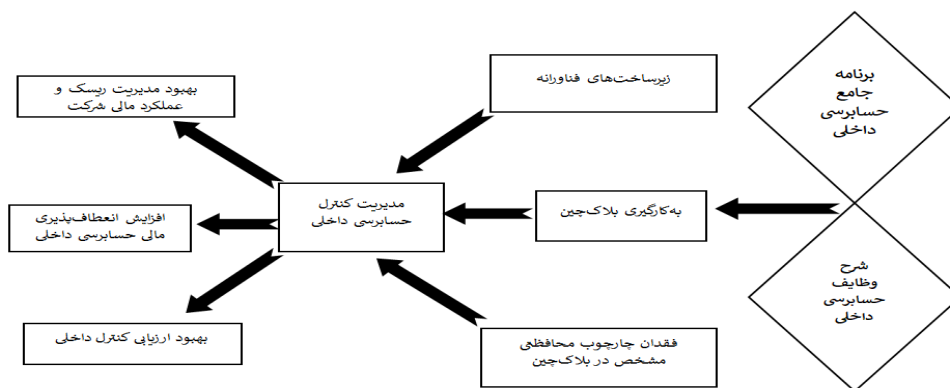 برنامه
جامع
حسابرسی
داخلی
شرح
وظایف
حسابرسی
داخلی
زیرساخت‌های فناورانه
به‌کارگیری بلاک‌چین
فقدان چارچوب محافظتی
مشخص در بلاک‌چین
مدیریت کنترل
حسابرسی داخلی
بهبود مدیریت ریسک و
عملکرد مالی شرکت
افزایش انعطاف‌پذیری
مالی حسابرسی داخلی
بهبود ارزیابی کنترل داخلی